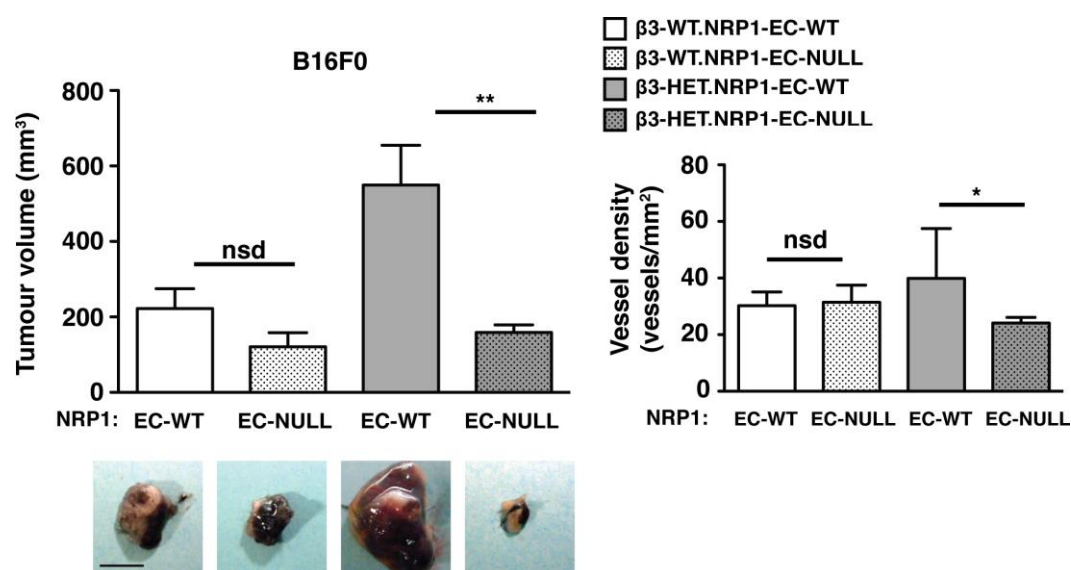 B16F0
Tumour volume (mm³)
800
600
400
200
0
nsd
**
NRP1: EC-WT EC-NULL EC-WT EC-NULL
β3-WT.NRP1-EC-WT
β3-WT.NRP1-EC-NULL
β3-HET.NRP1-EC-WT
β3-HET.NRP1-EC-NULL
Vessel density
(vessels/mm²)
80
60
40
20
0
nsd
*
NRP1: EC-WT EC-NULL EC-WT EC-NULL